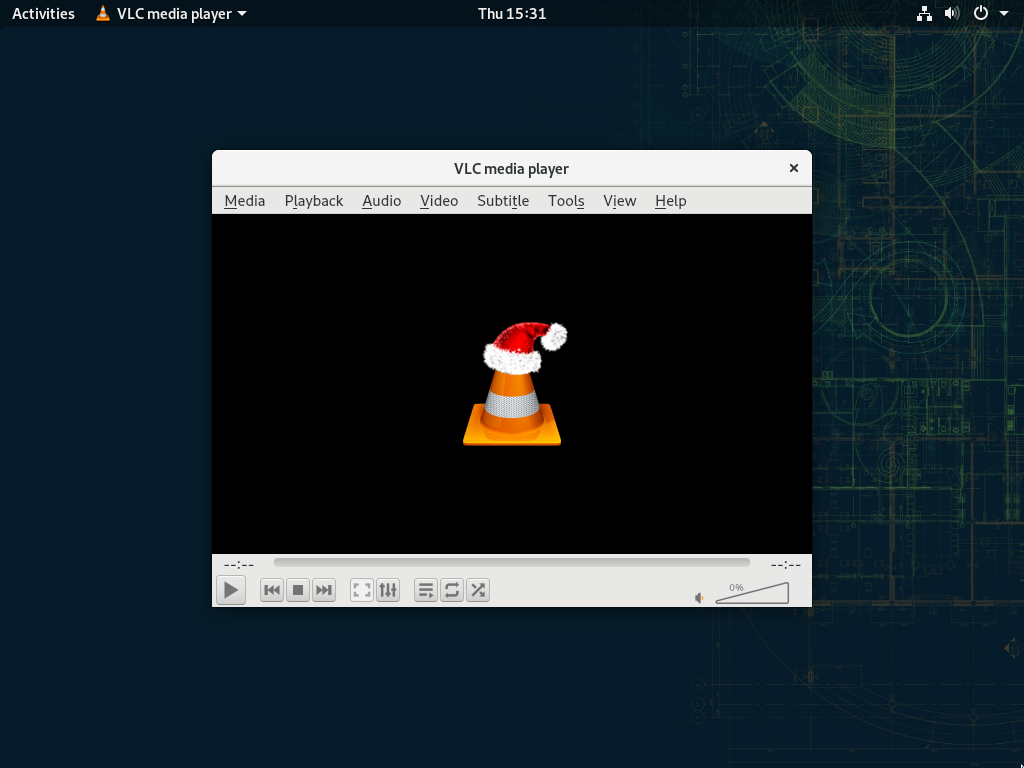 Activities VLC media player Thu 15:31
VLC media player
Media Playback Audio Video Subtitle Tools View Help
--:-- --:--
0%